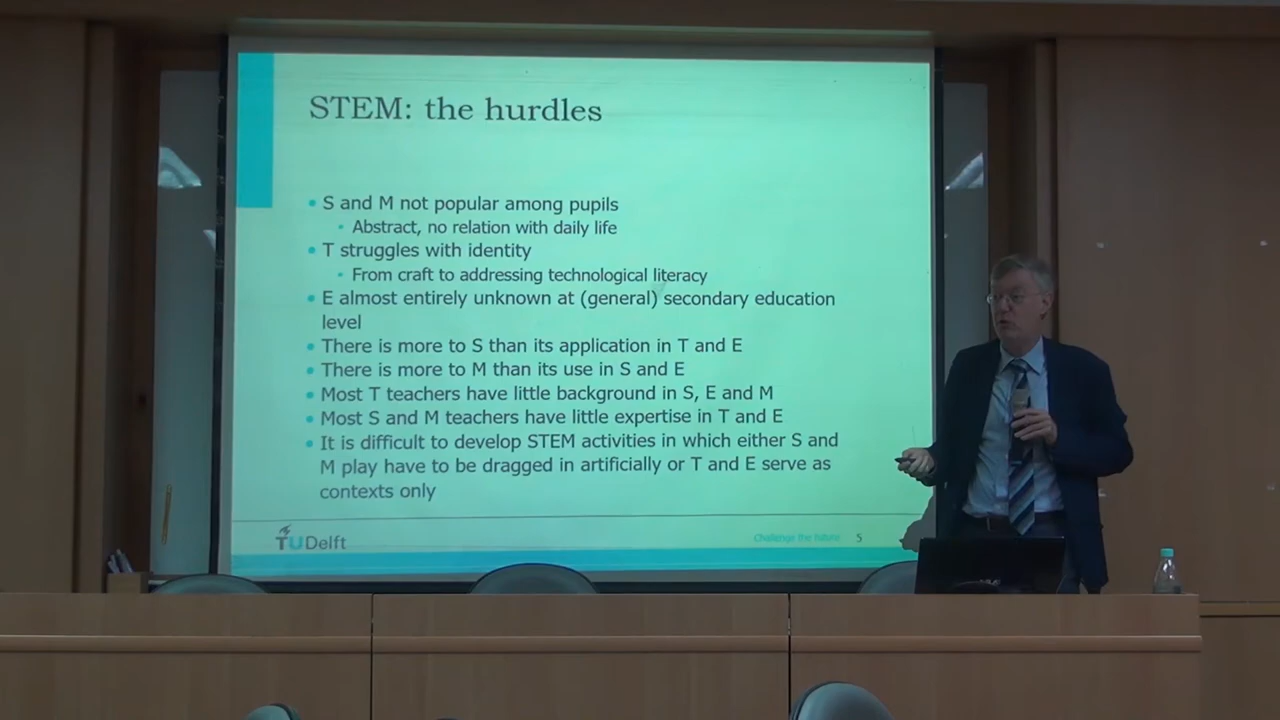 STEM: the hurdles
• S and M not popular among pupils
• Abstract, no relation with daily life
• T struggles with identity
• From craft to addressing technological literacy
• E almost entirely unknown at (general) secondary education
level
• There is more to S than its application in T and E
• There is more to M than its use in S and E
• Most T teachers have little background in S, E and M
• Most S and M teachers have little expertise in T and E
• It is difficult to develop STEM activities in which either S and
M play have to be dragged in artificially or T and E serve as
contexts only
TUDelft
Challenge the future 5